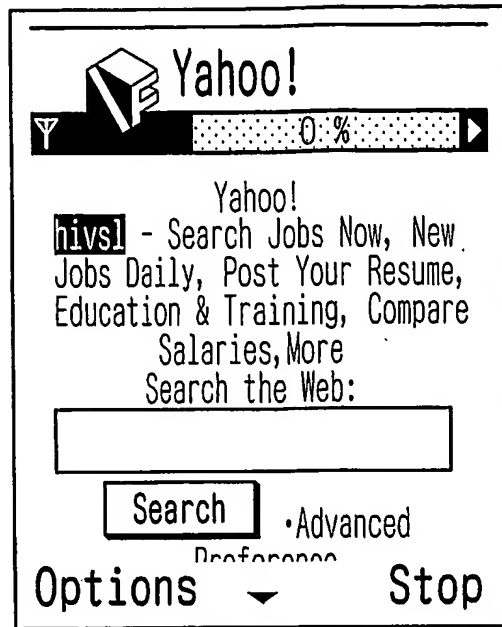 Yahoo!
0 %
Yahoo!
hivsl - Search Jobs Now, New
Jobs Daily, Post Your Resume,
Education & Training, Compare
Salaries,More
Search the Web:
Search •Advanced
Preference
Options Stop